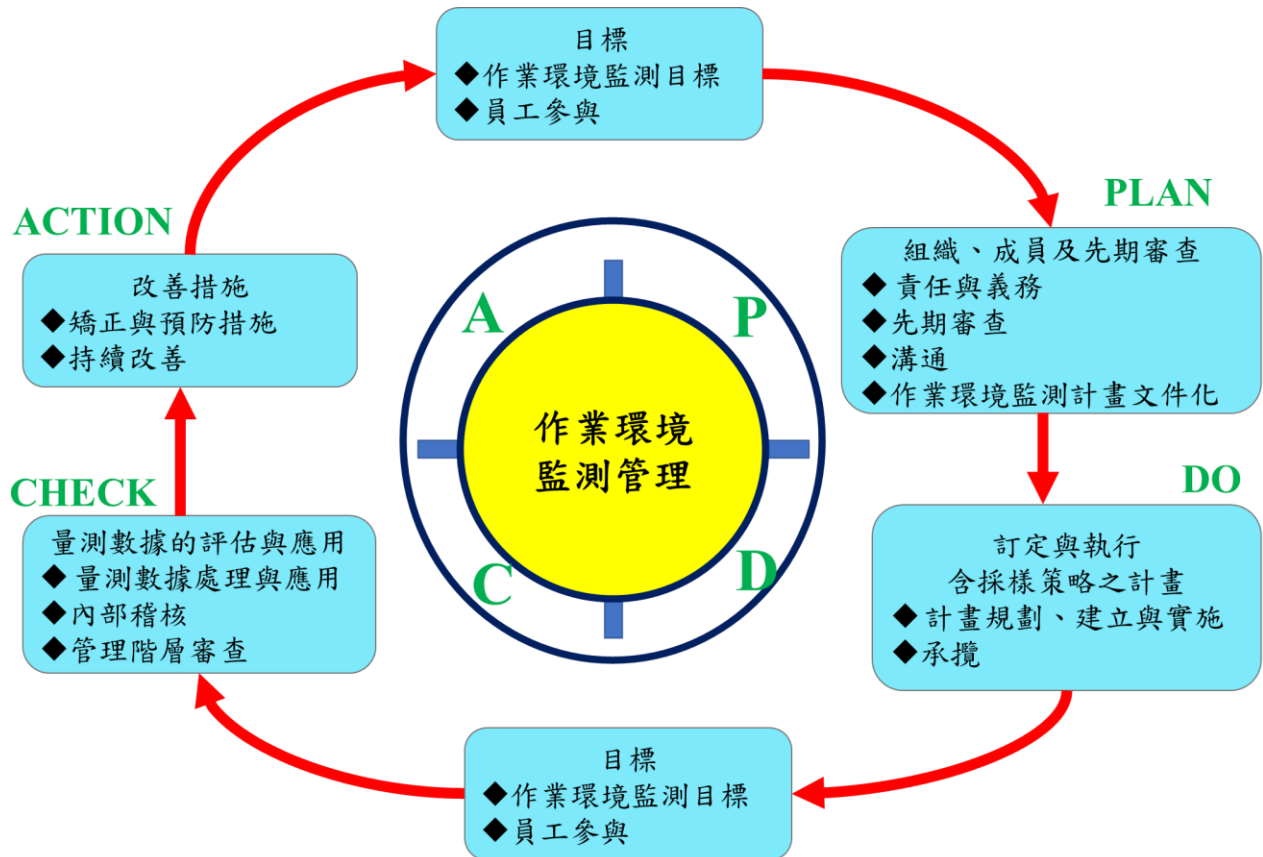 目標
◆作業環境監測目標
◆員工參與
PLAN
組織、成員及先期審查
◆責任與義務
◆先期審查
◆溝通
◆作業環境監測計畫文件化
DO
訂定與執行
含採樣策略之計畫
◆計畫規劃、建立與實施
◆承攬
目標
◆作業環境監測目標
◆員工參與
CHECK
量測數據的評估與應用
◆量測數據處理與應用
◆內部稽核
◆管理階層審查
ACTION
改善措施
◆矯正與預防措施
◆持續改善
A
P
作業環境
監測管理
C
D